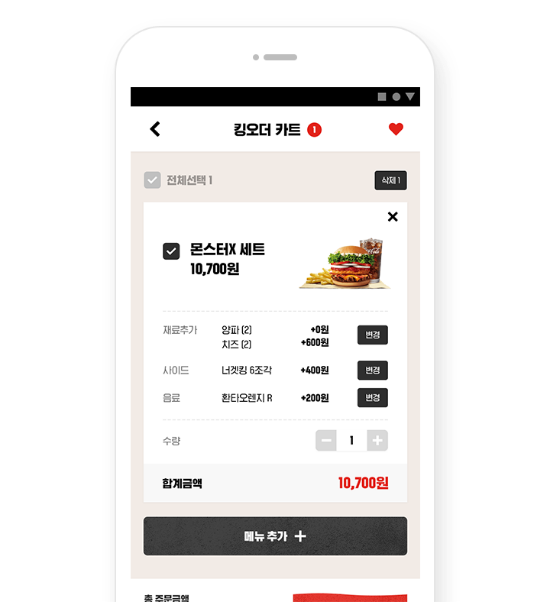 킹오더 카트 1
전체선택 1 삭제 1
몬스터X 세트
10,700원
재료추가 양파 (2) +0원 변경
치즈 (2) +600원
사이드 너겟킹 6조각 +400원 변경
음료 환타오렌지 R +200원 변경
수량 1
합계금액 10,700원
메뉴 추가
총 주문금액